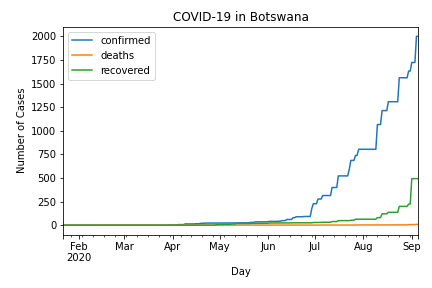 COVID-19 in Botswana
confirmed
deaths
recovered
Number of Cases
2000
1750
1500
1250
1000
750
500
250
0
Feb Mar Apr May Jun Jul Aug Sep
2020
Day